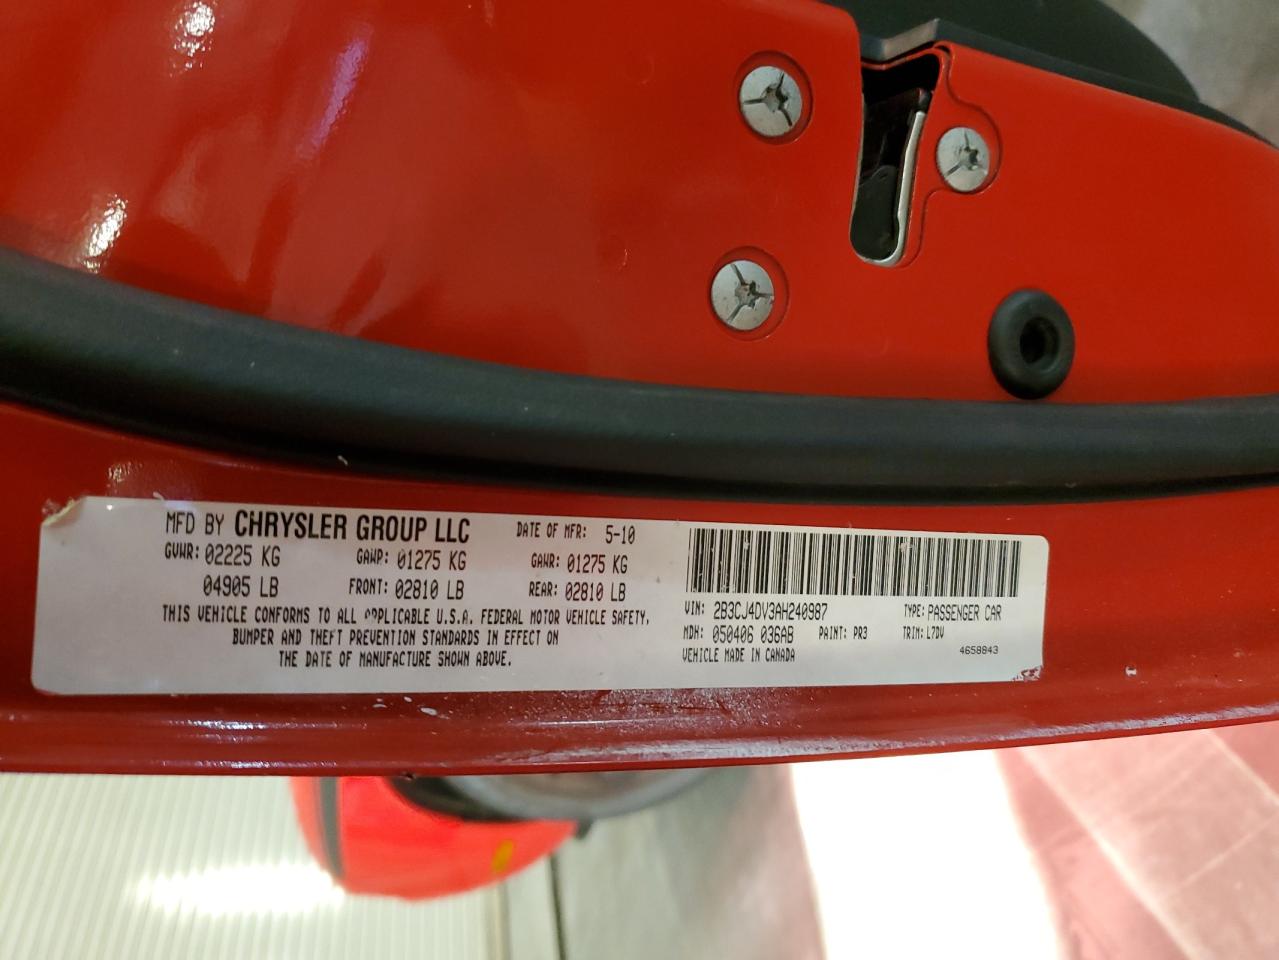 MFD BY CHRYSLER GROUP LLC DATE OF MFR: 5-10
GVWR: 02225 KG GAWR: 01275 KG GAWR: 01275 KG
04905 LB FRONT: 02810 LB REAR: 02810 LB
THIS VEHICLE CONFORMS TO ALL APPLICABLE U.S.A. FEDERAL MOTOR VEHICLE SAFETY,
BUMPER AND THEFT PREVENTION STANDARDS IN EFFECT ON
THE DATE OF MANUFACTURE SHOWN ABOVE.
VIN: 2B3CJ4DV3AH240987 TYPE: PASSENGER CAR
MDH: 050406 036AB PAINT: PR3 TRIM: L7DV
VEHICLE MADE IN CANADA 4658843